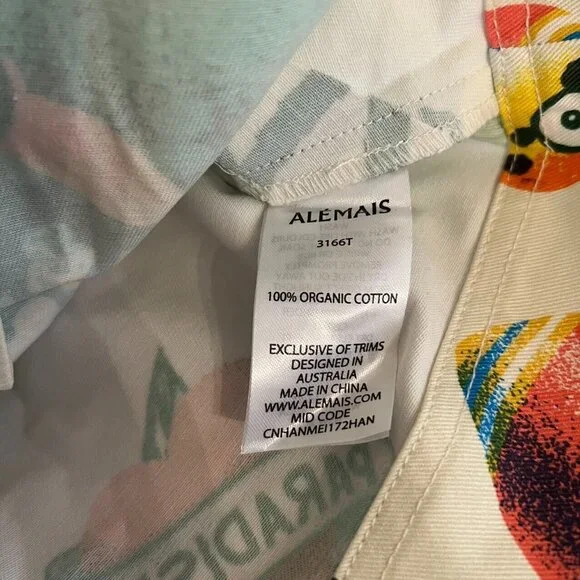 ALÉMAIS
3166T
100% ORGANIC COTTON
EXCLUSIVE OF TRIMS
DESIGNED IN
AUSTRALIA
MADE IN CHINA
WWW.ALEMAIS.COM
MID CODE
CNHANMEI172HAN
PARADIS